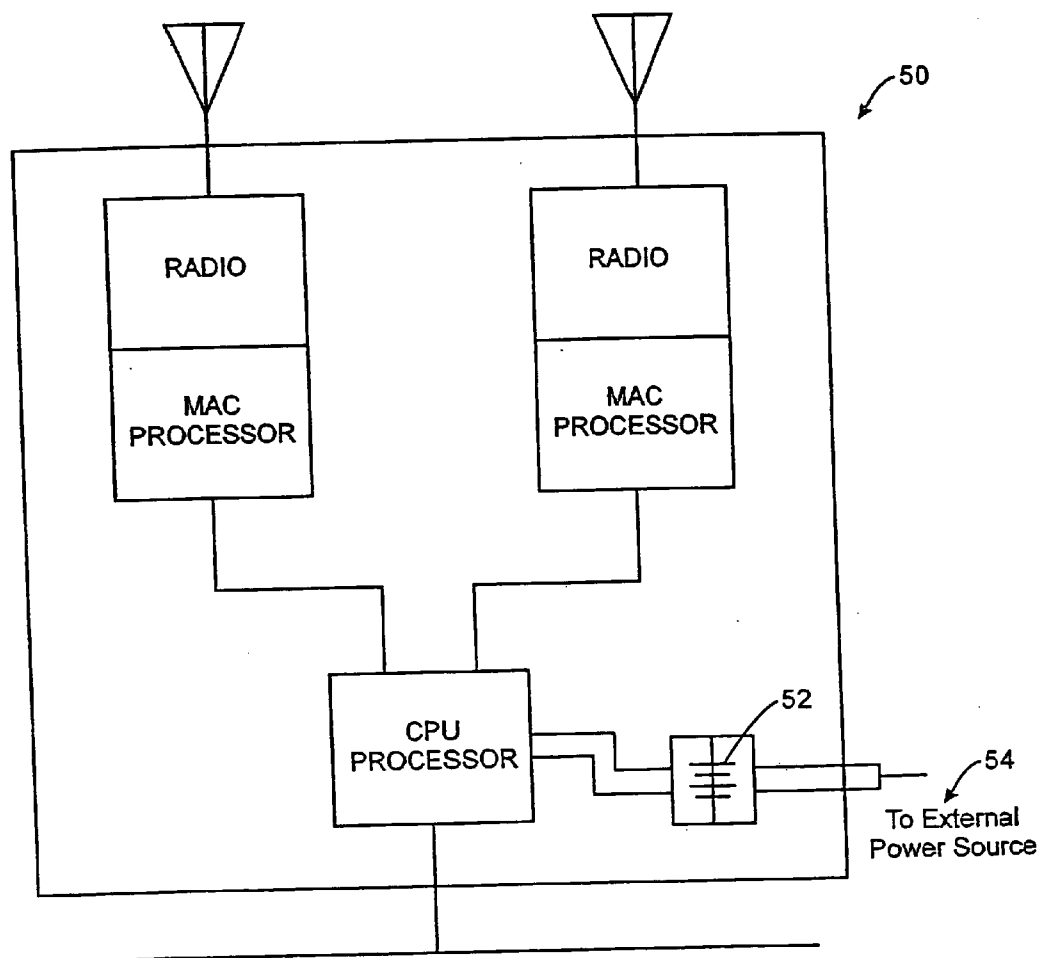 50
RADIO
RADIO
MAC
PROCESSOR
MAC
PROCESSOR
CPU
PROCESSOR
52
54
To External
Power Source